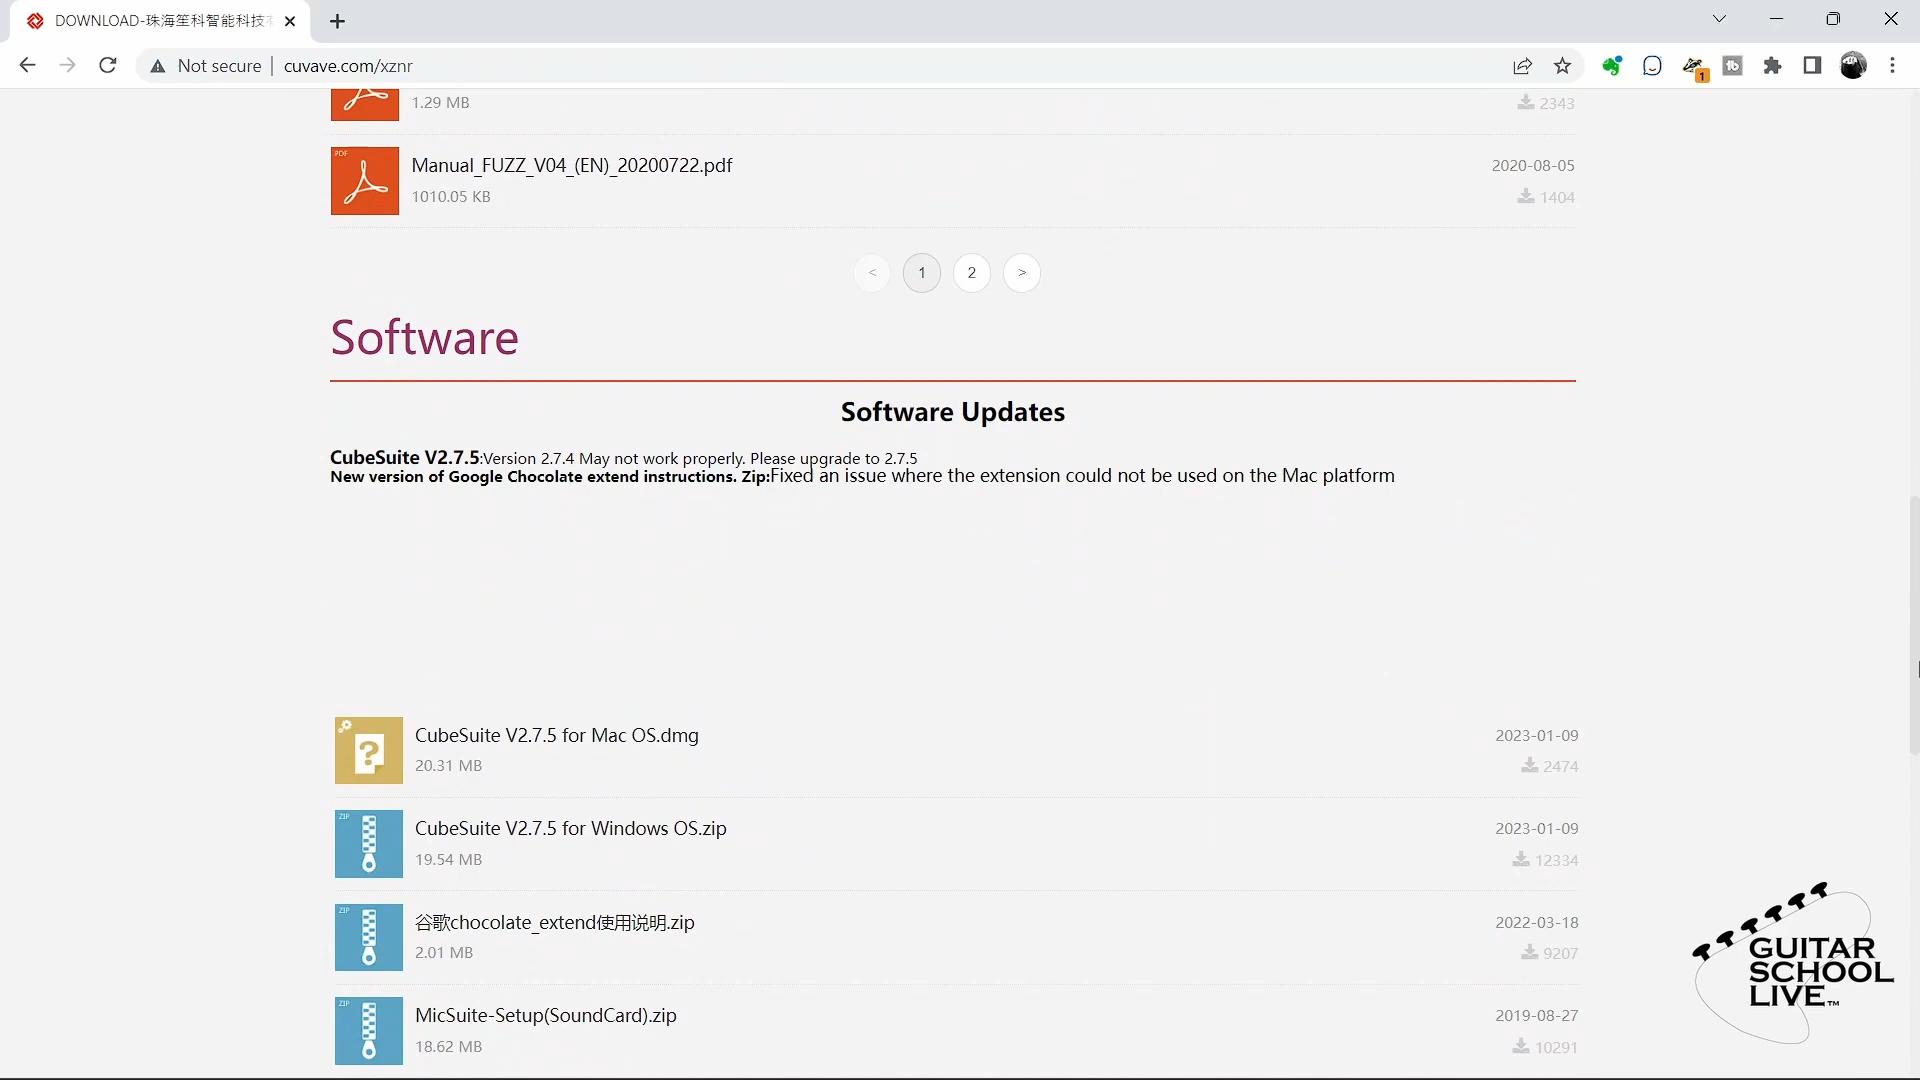 DOWNLOAD-珠海笙科智能科技有
Not secure
cuvave.com/xznr
1
1.29 MB
2343
PDF
Manual_FUZZ_V04_(EN)_20200722.pdf
2020-08-05
1010.05 KB
1404
< 1 2 >
Software
Software Updates
CubeSuite V2.7.5:Version 2.7.4 May not work properly. Please upgrade to 2.7.5
New version of Google Chocolate extend instructions. Zip:Fixed an issue where the extension could not be used on the Mac platform
CubeSuite V2.7.5 for Mac OS.dmg
2023-01-09
?
20.31 MB
2474
ZIP
CubeSuite V2.7.5 for Windows OS.zip
2023-01-09
19.54 MB
12334
ZIP
谷歌chocolate_extend使用说明.zip
2022-03-18
2.01 MB
9207
ZIP
MicSuite-Setup(SoundCard).zip
2019-08-27
18.62 MB
10291
GUITAR
SCHOOL
LIVE™